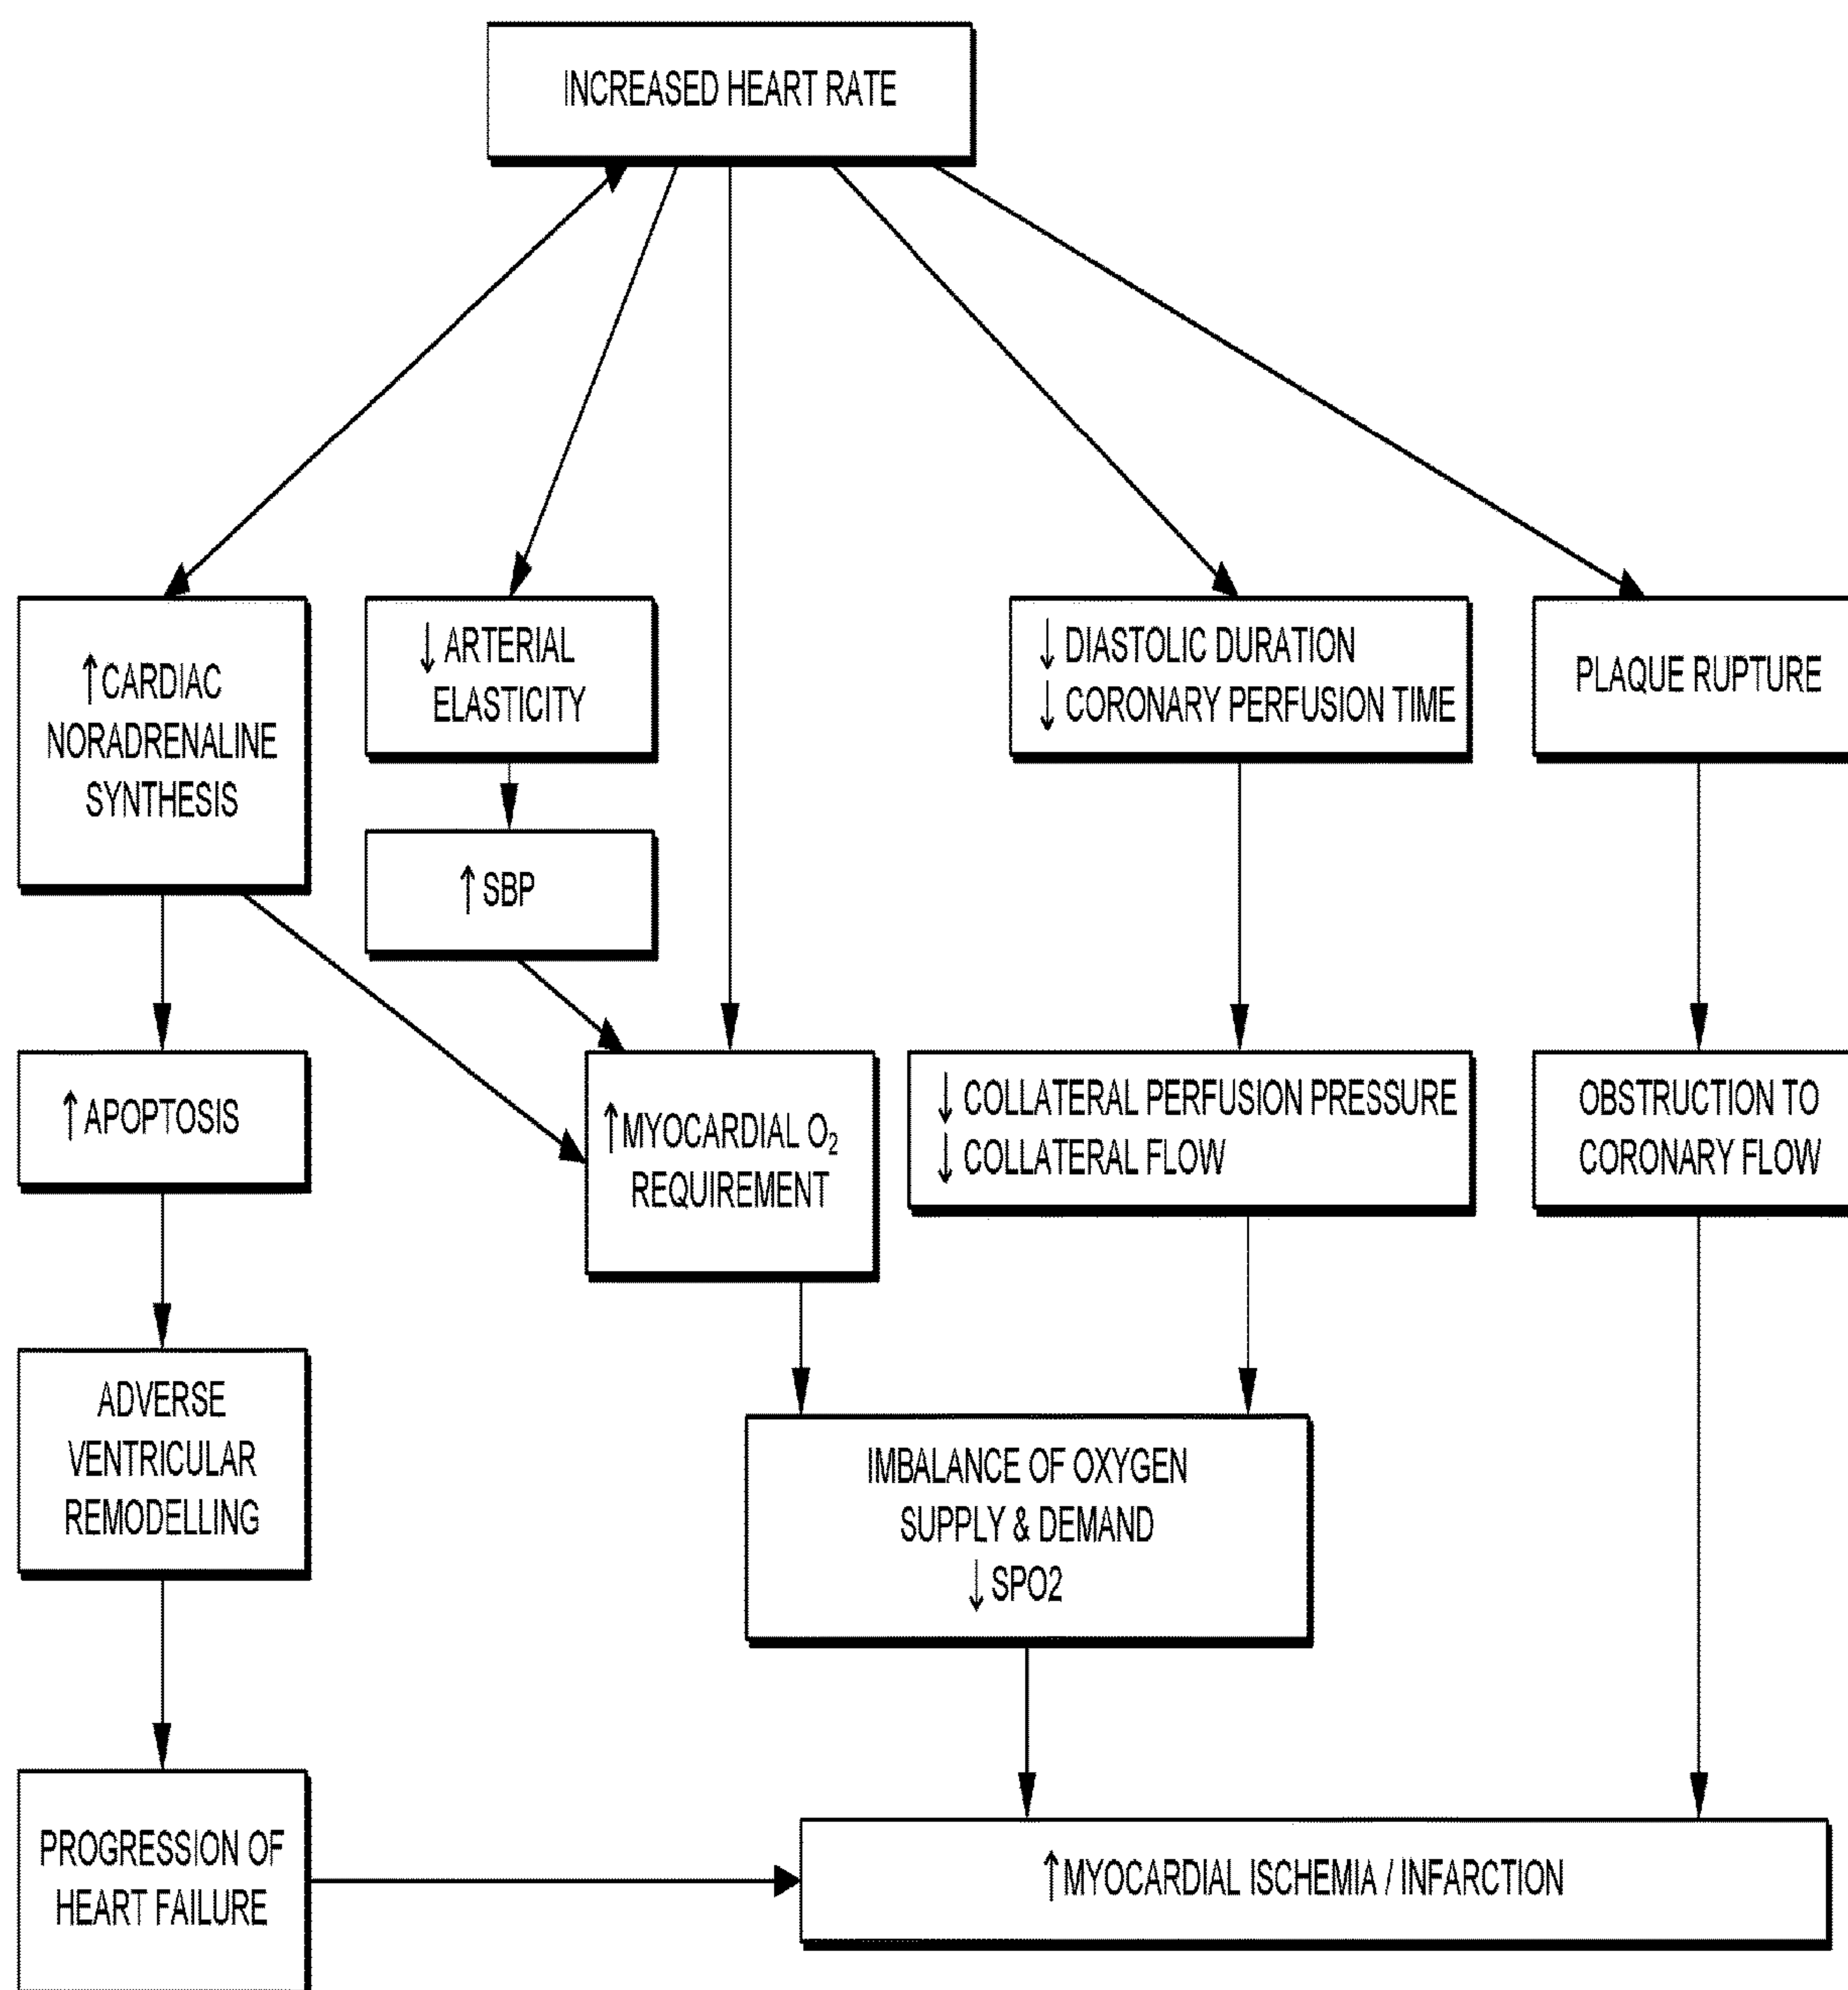 INCREASED HEART RATE
↑CARDIAC
NORADRENALINE
SYNTHESIS
↓ ARTERIAL
ELASTICITY
↓ DIASTOLIC DURATION
↓ CORONARY PERFUSION TIME
PLAQUE RUPTURE
↑ SBP
↑ APOPTOSIS
↑MYOCARDIAL O₂
REQUIREMENT
↓ COLLATERAL PERFUSION PRESSURE
↓ COLLATERAL FLOW
OBSTRUCTION TO
CORONARY FLOW
ADVERSE
VENTRICULAR
REMODELLING
IMBALANCE OF OXYGEN
SUPPLY & DEMAND
↓ SPO2
PROGRESSION OF
HEART FAILURE
↑MYOCARDIAL ISCHEMIA / INFARCTION